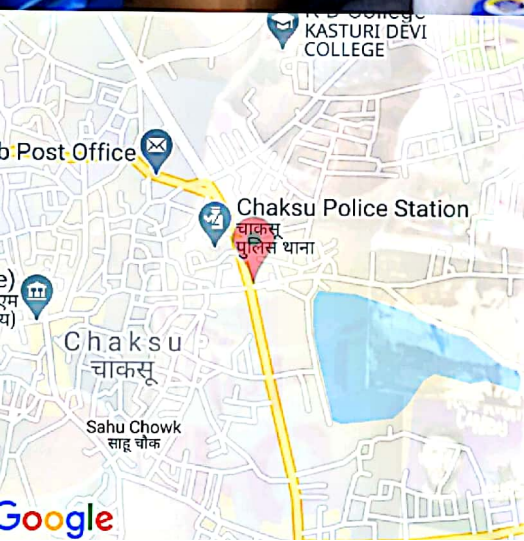 KASTURI DEVI
COLLEGE
Post Office
Chaksu Police Station
चाकसू
पुलिस थाना
Chaksu
चाकसू
Sahu Chowk
साहू चौक
Google